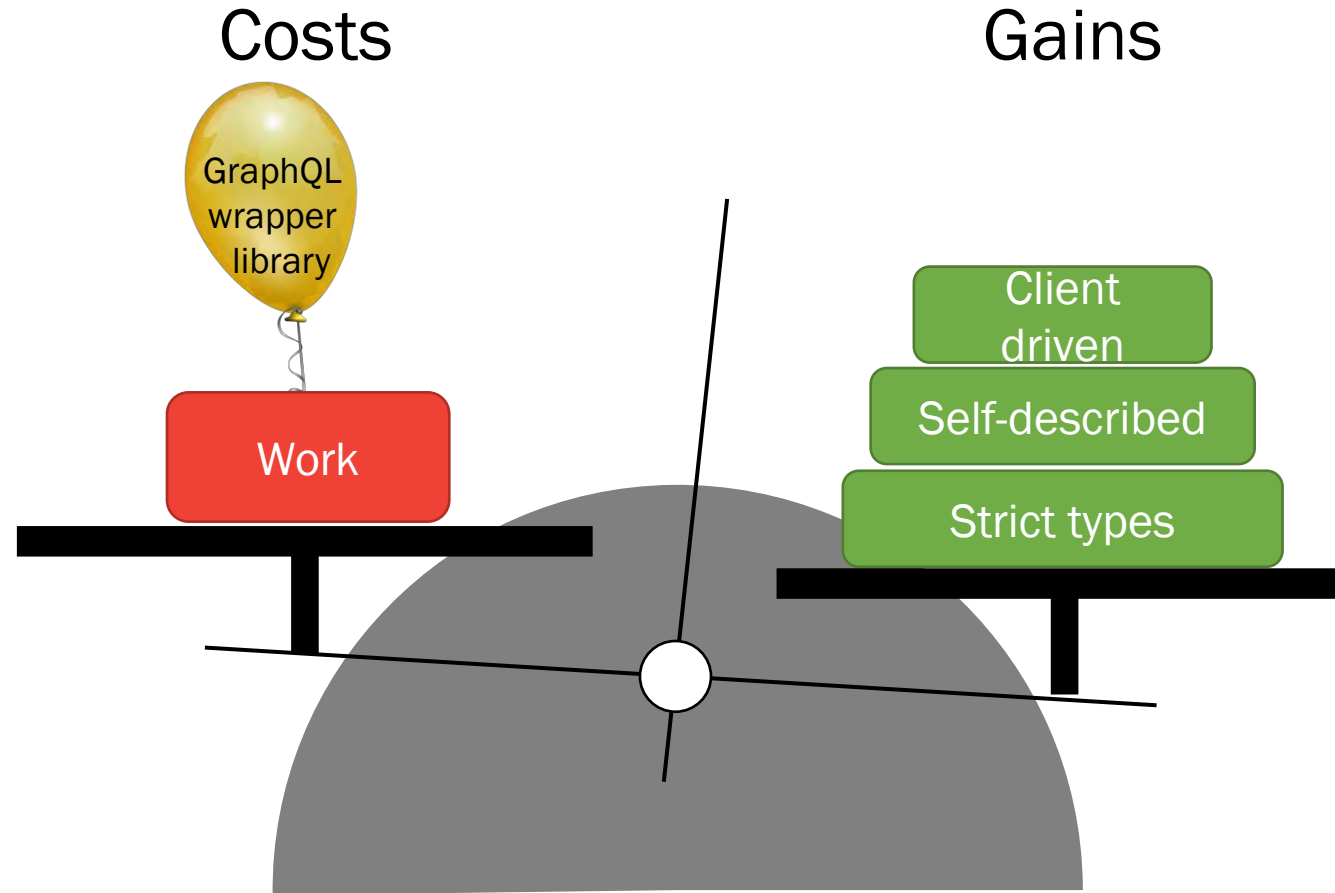 Costs
Gains
GraphQL
wrapper
library
Work
Client
driven
Self-described
Strict types